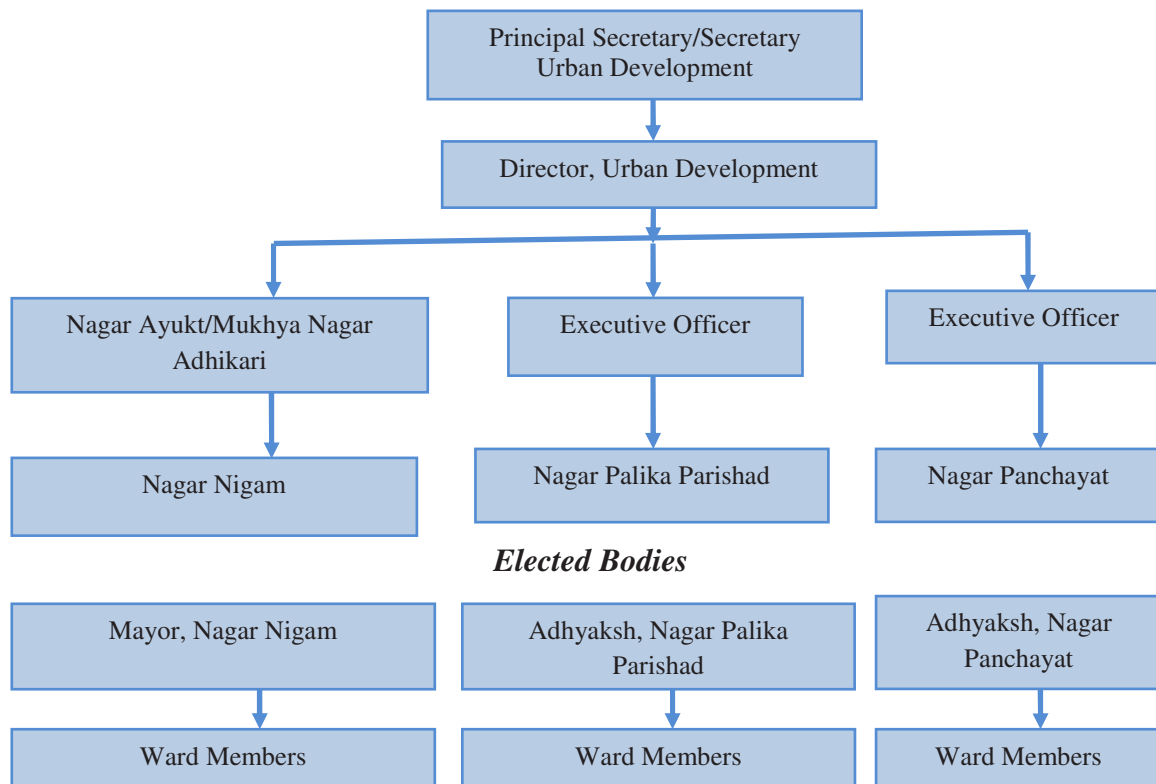 Principal Secretary/Secretary
Urban Development
Director, Urban Development
Nagar Ayukt/Mukhya Nagar
Adhikari
Executive Officer
Executive Officer
Nagar Nigam
Nagar Palika Parishad
Nagar Panchayat
Elected Bodies
Mayor, Nagar Nigam
Adhyaksh, Nagar Palika
Parishad
Adhyaksh, Nagar
Panchayat
Ward Members
Ward Members
Ward Members